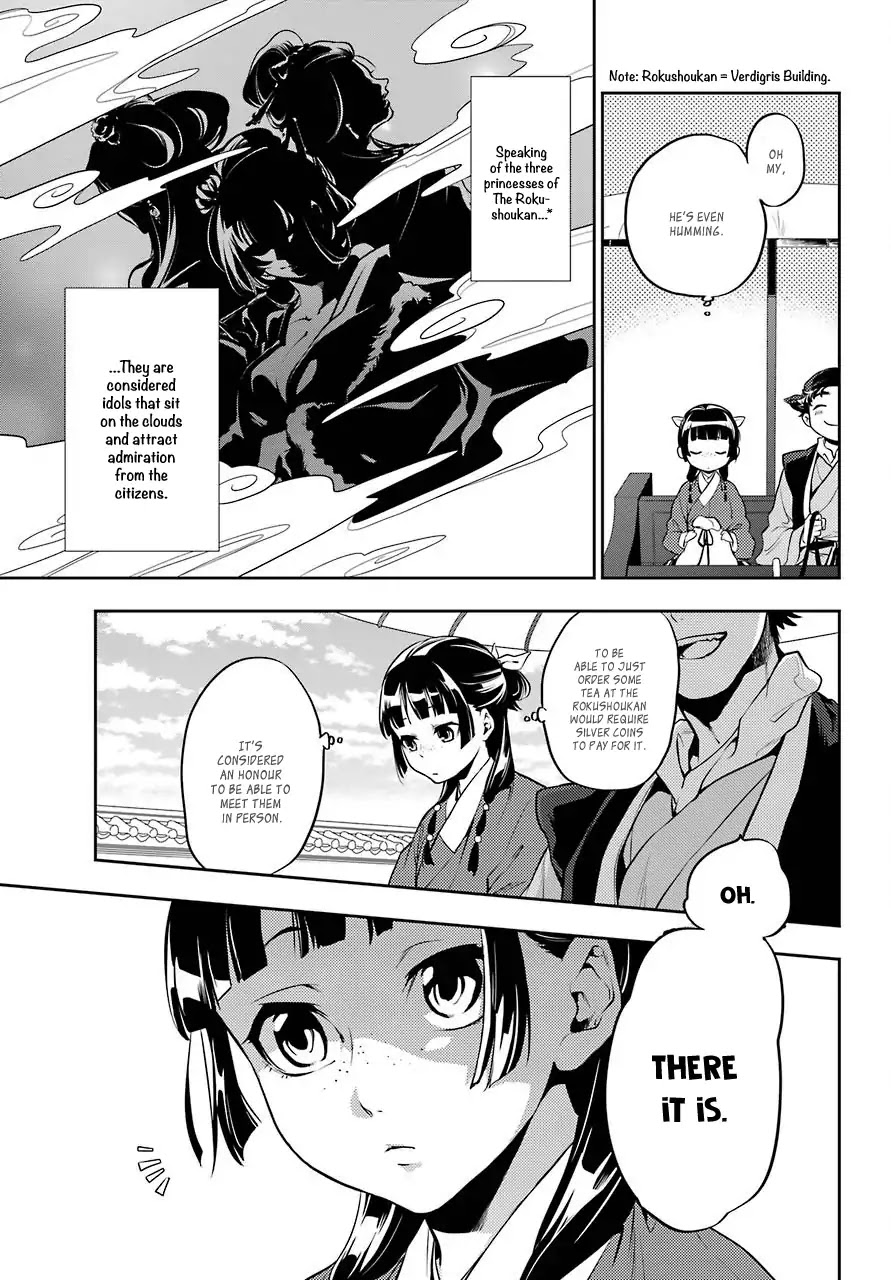 Note: Rokushoukan = Verdigris Building.
OH
MY,
HE'S EVEN
HUMMING.
Speaking
of the three
princesses of
The Roku-
shoukan...*
...They are
considered
idols that sit
on the clouds
and attract
admiration
from the
citizens.
TO BE
ABLE TO JUST
ORDER SOME
TEA AT THE
ROKUSHOUKAN
WOULD REQUIRE
SILVER COINS
TO PAY FOR IT.
IT'S
CONSIDERED
AN HONOUR
TO BE ABLE TO
MEET THEM
IN PERSON.
OH.
THERE
IT IS.